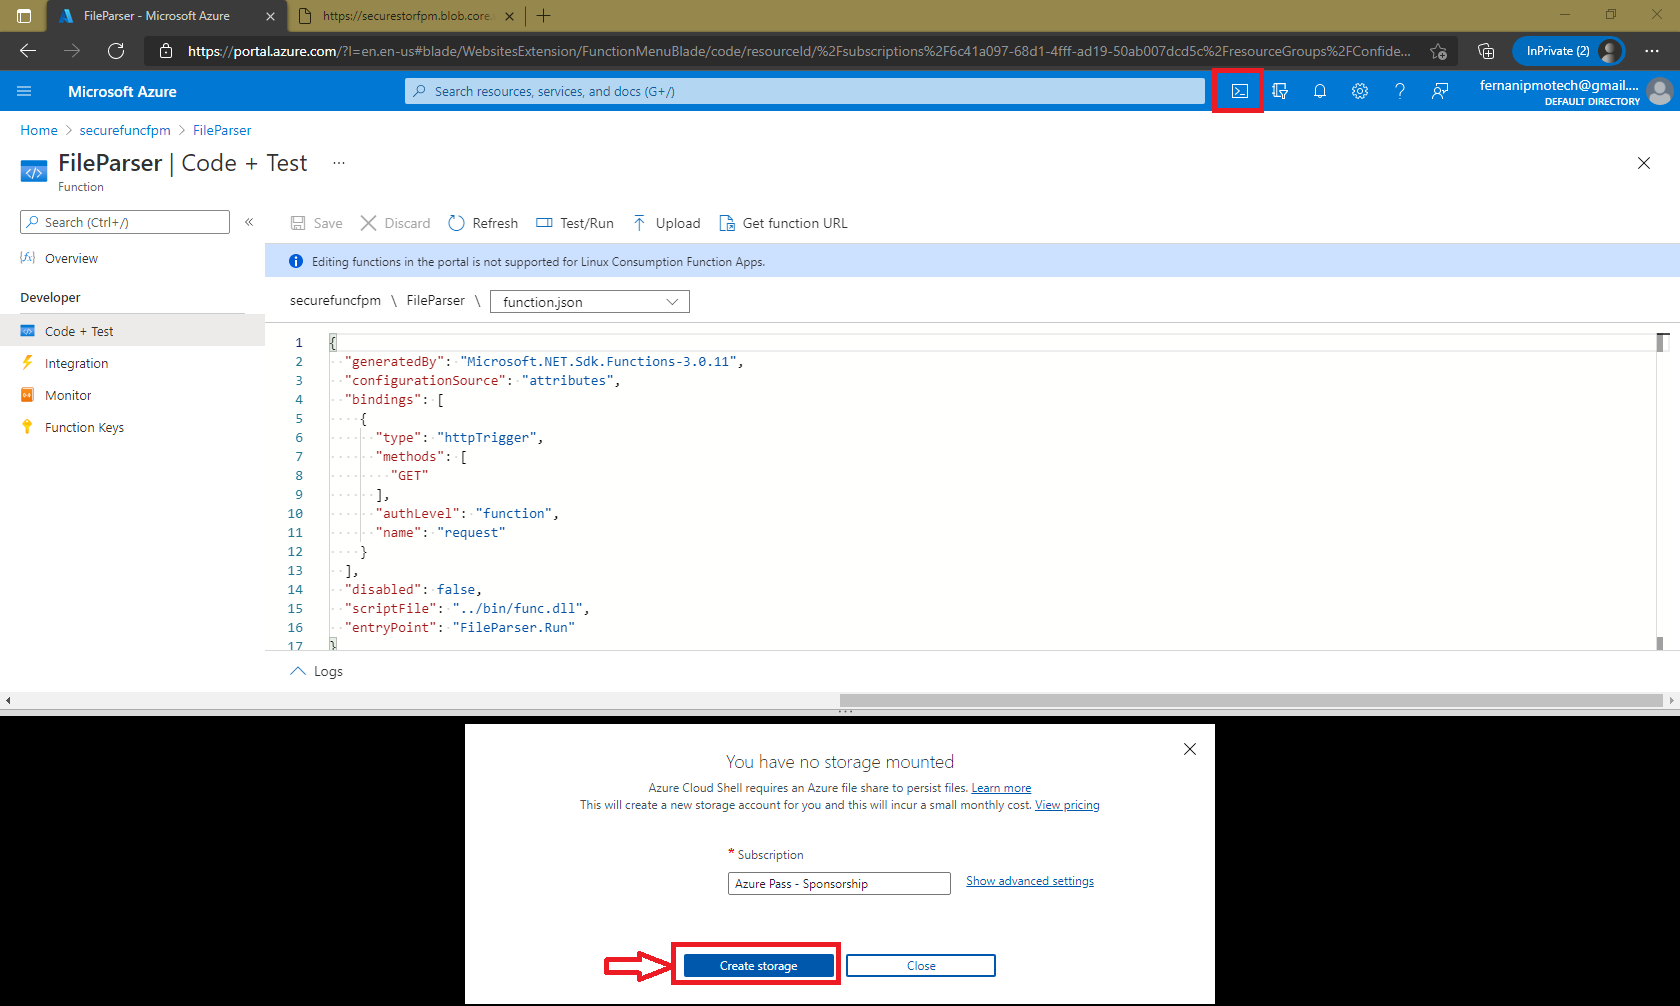 FileParser - Microsoft Azure
https://securestorfpm.blob.core.
https://portal.azure.com/?l=en.en-us#blade/WebsitesExtension/FunctionMenuBlade/code/resourceId/%2Fsubscriptions%2F6c41a097-68d1-4fff-ad19-50ab007dcd5c%2FresourceGroups%2FConfide...
InPrivate (2)
Microsoft Azure
Search resources, services, and docs (G+/)
fernanipmotech@gmail....
DEFAULT DIRECTORY
Home > securefuncfpm > FileParser
FileParser | Code + Test ...
Function
Search (Ctrl+/)
«
Save
Discard
Refresh
Test/Run
Upload
Get function URL
Overview
Editing functions in the portal is not supported for Linux Consumption Function Apps.
Developer
Code + Test
Integration
Monitor
Function Keys
securefuncfpm \ FileParser \ function.json
1 {
2 "generatedBy": "Microsoft.NET.Sdk.Functions-3.0.11",
3 "configurationSource": "attributes",
4 "bindings": [
5 {
6 "type": "httpTrigger",
7 "methods": [
8 "GET"
9 ],
10 "authLevel": "function",
11 "name": "request"
12 }
13 ],
14 "disabled": false,
15 "scriptFile": "../bin/func.dll",
16 "entryPoint": "FileParser.Run"
17 }
Logs
You have no storage mounted
Azure Cloud Shell requires an Azure file share to persist files. Learn more
This will create a new storage account for you and this will incur a small monthly cost. View pricing
* Subscription
Azure Pass - Sponsorship
Show advanced settings
Create storage
Close